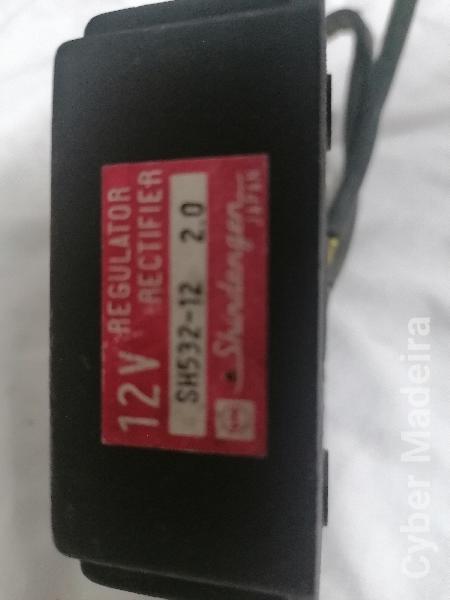 12V REGULATOR
RECTIFIER
SH532-12 2.0
Shindengen
JAPAN
Cyber Madeira